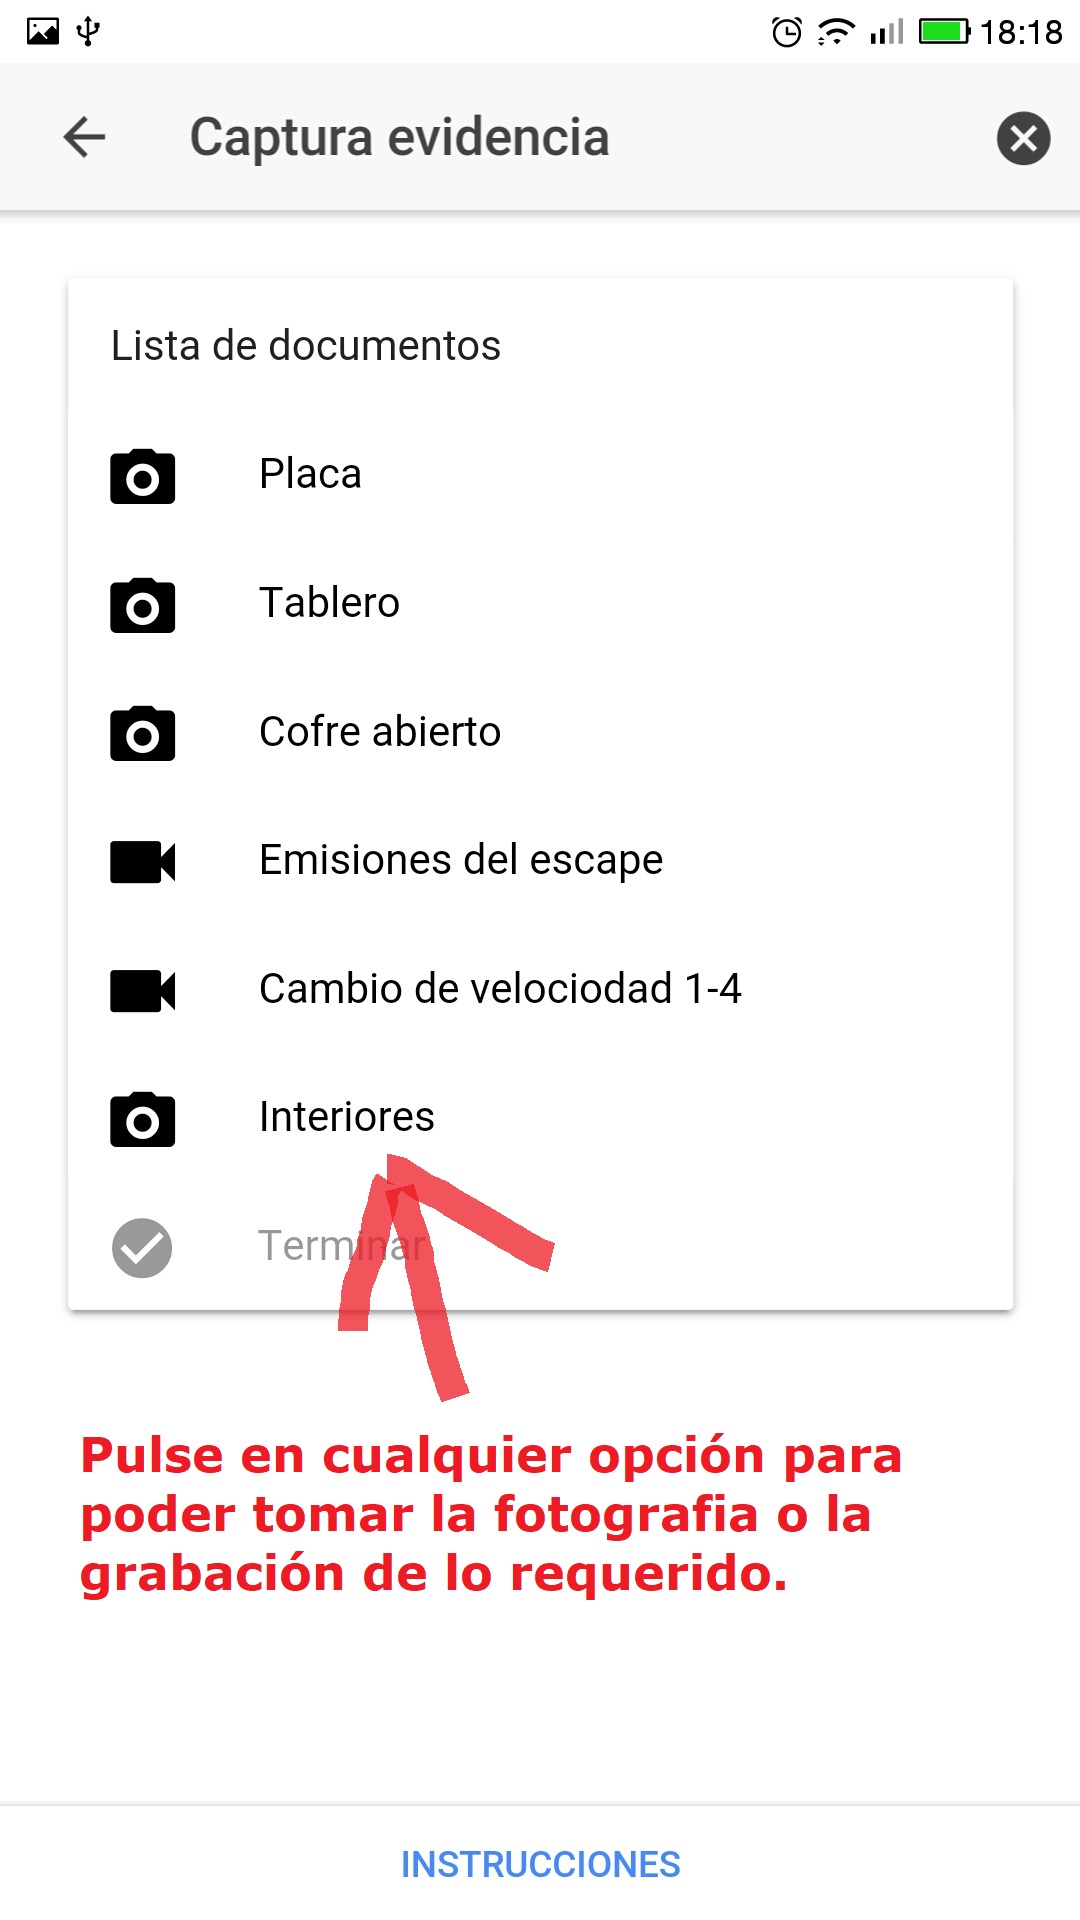 18:18
Captura evidencia
Lista de documentos
Placa
Tablero
Cofre abierto
Emisiones del escape
Cambio de velociodad 1-4
Interiores
Terminar
Pulse en cualquier opción para
poder tomar la fotografia o la
grabación de lo requerido.
INSTRUCCIONES